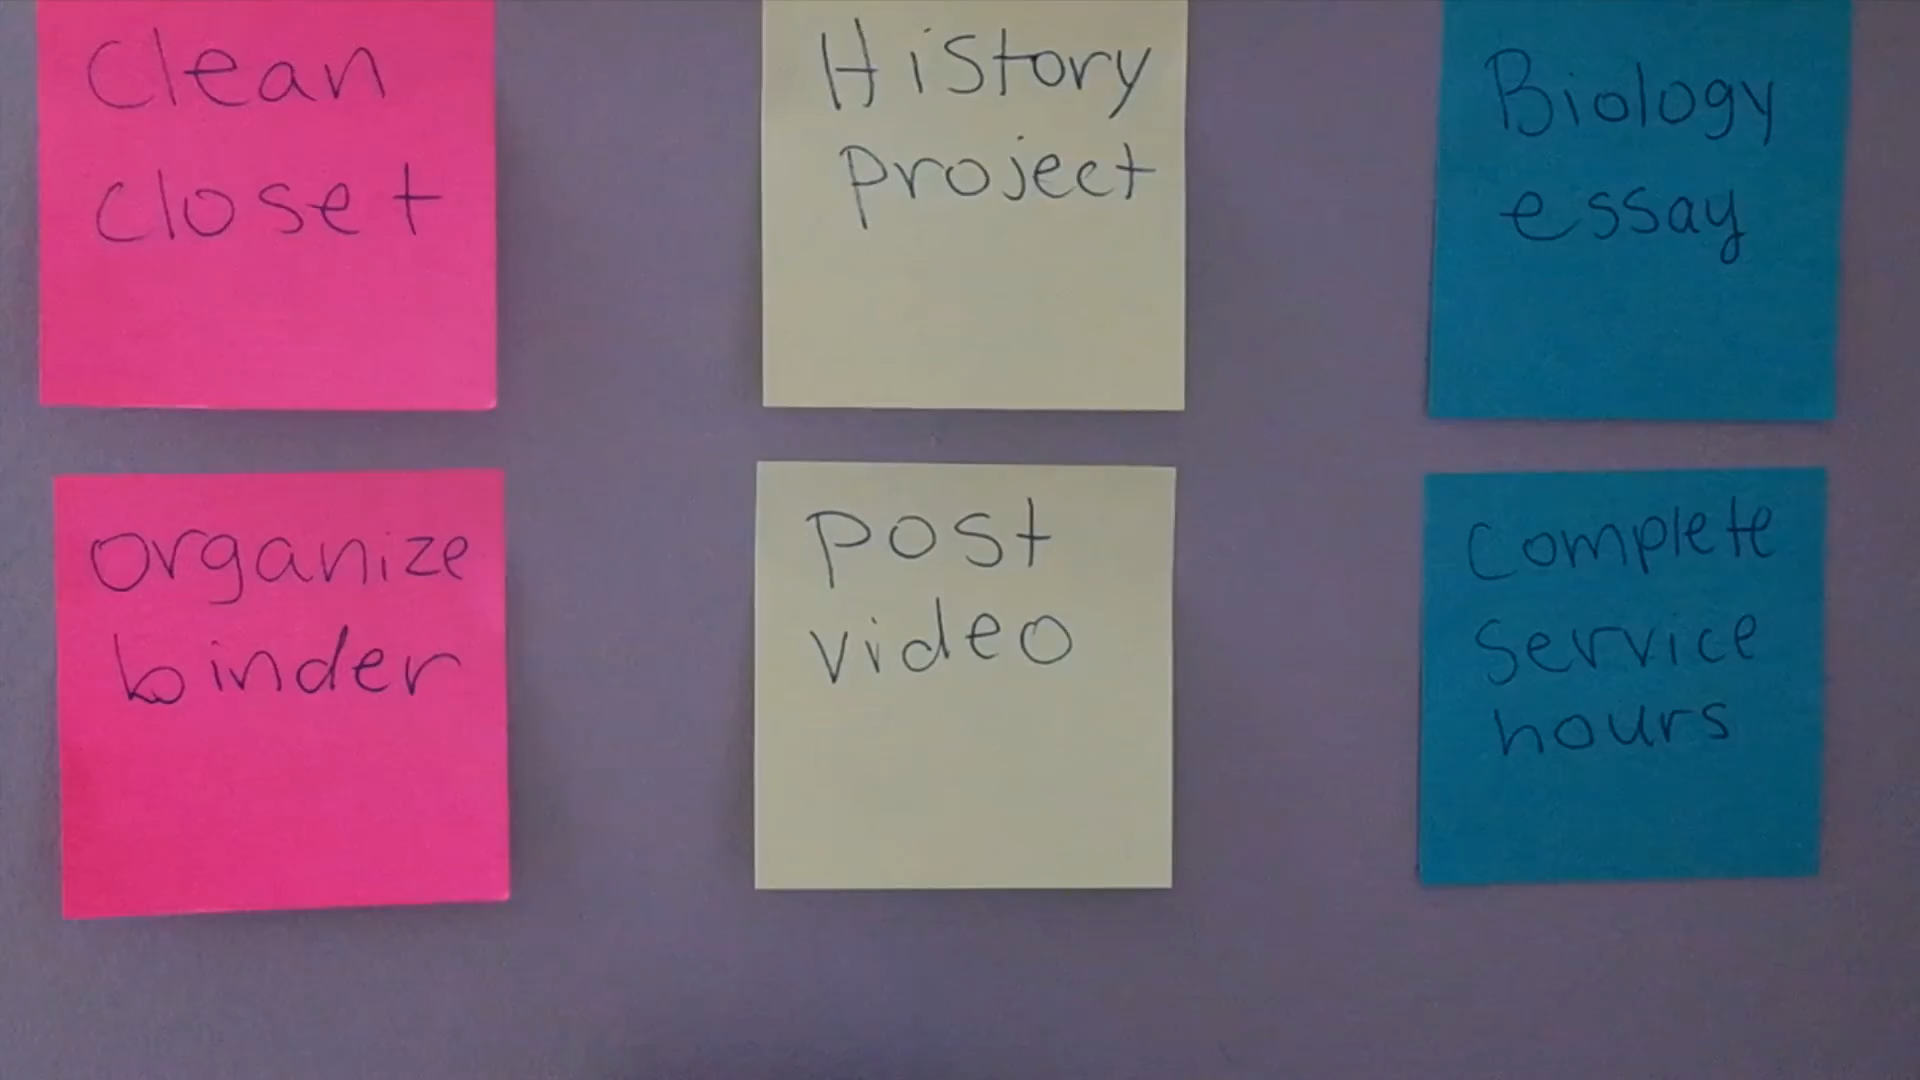 Clean
closet
History
project
Biology
essay
organize
binder
post
video
Complete
service
hours